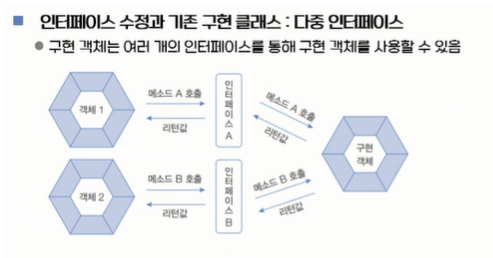 인터페이스 수정과 기존 구현 클래스 : 다중 인터페이스
구현 객체는 여러 개의 인터페이스를 통해 구현 객체를 사용할 수 있음
객체 1
메소드 A 호출
리턴값
인터페이스 A
메소드 A 호출
리턴값
객체 2
메소드 B 호출
리턴값
인터페이스 B
메소드 B 호출
리턴값
구현
객체